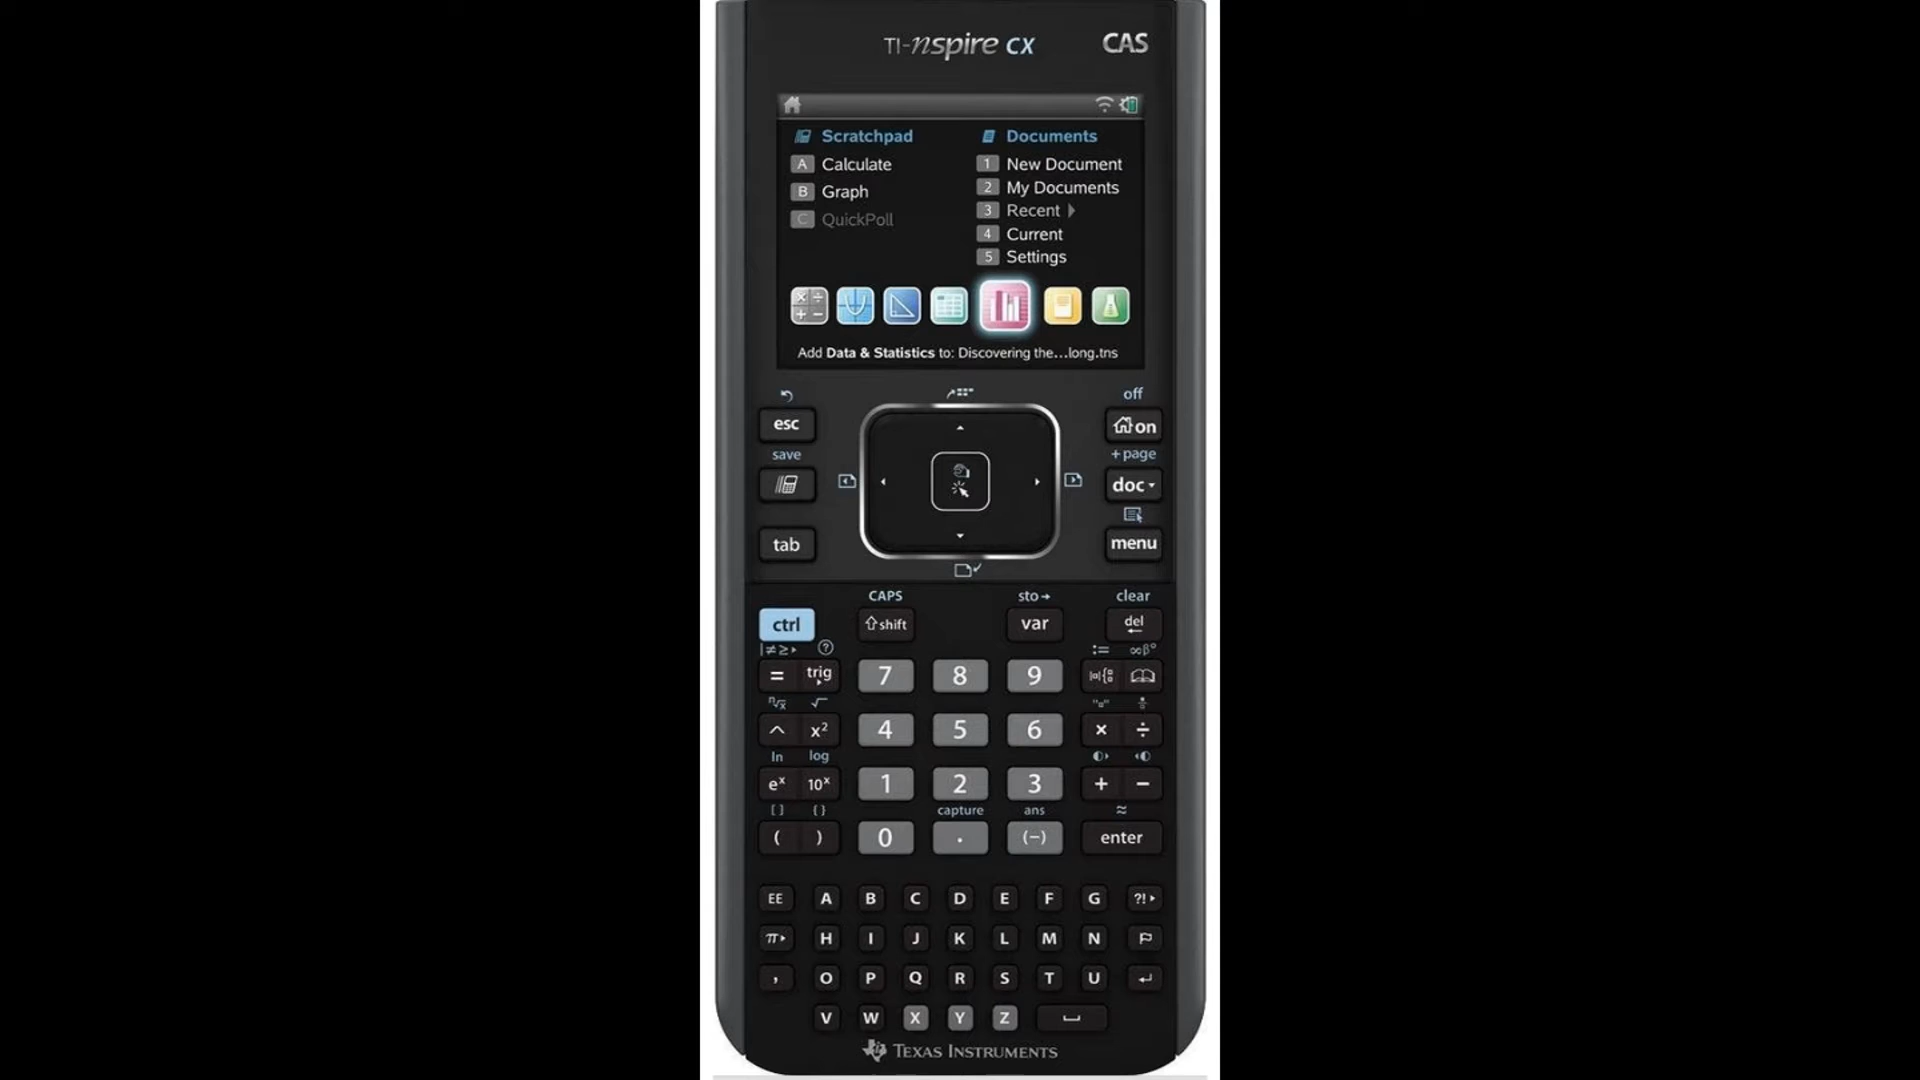 TI-nspire CX CAS
Scratchpad Documents
A Calculate 1 New Document
B Graph 2 My Documents
C QuickPoll 3 Recent
4 Current
5 Settings
Add Data & Statistics to: Discovering the...long.tns
off
esc on
save +page
doc
tab menu
CAPS sto→ clear
ctrl ⇧shift var del
|≠≥▸ ? := ∞β°
= trig 7 8 9 |□|{
ⁿ√x √ "□"
^ x² 4 5 6 × ÷
ln log
eˣ 10ˣ 1 2 3 + −
[ ] { } capture ans ≈
( ) 0 . (−) enter
EE A B C D E F G ?!▸
π▸ H I J K L M N
, O P Q R S T U ↵
V W X Y Z
TEXAS INSTRUMENTS